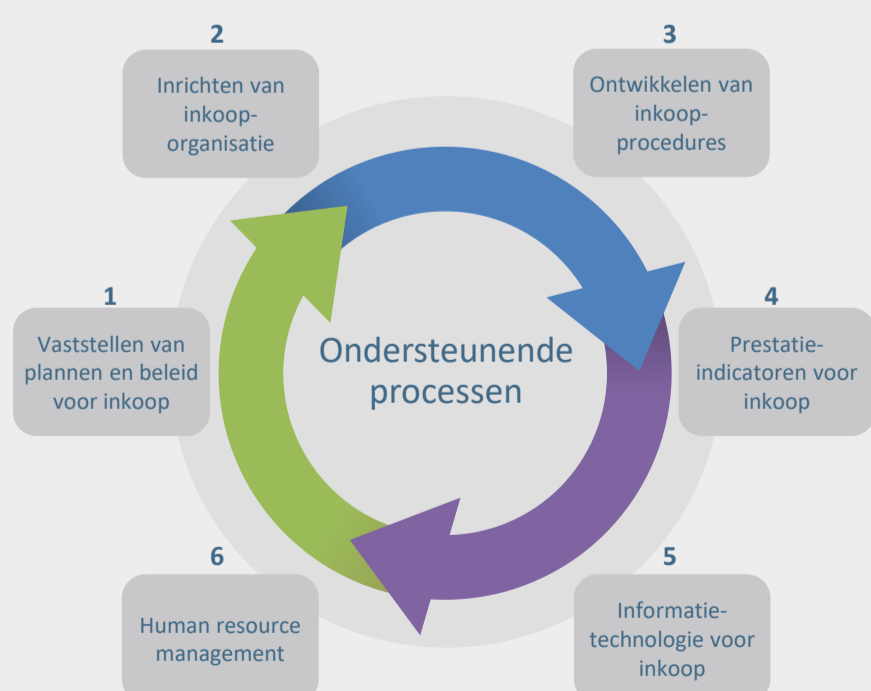 2
Inrichten van
inkoop-
organisatie
3
Ontwikkelen van
inkoop-
procedures
1
Vaststellen van
plannen en beleid
voor inkoop
Ondersteunende
processen
4
Prestatie-
indicatoren voor
inkoop
6
Human resource
management
5
Informatie-
technologie voor
inkoop